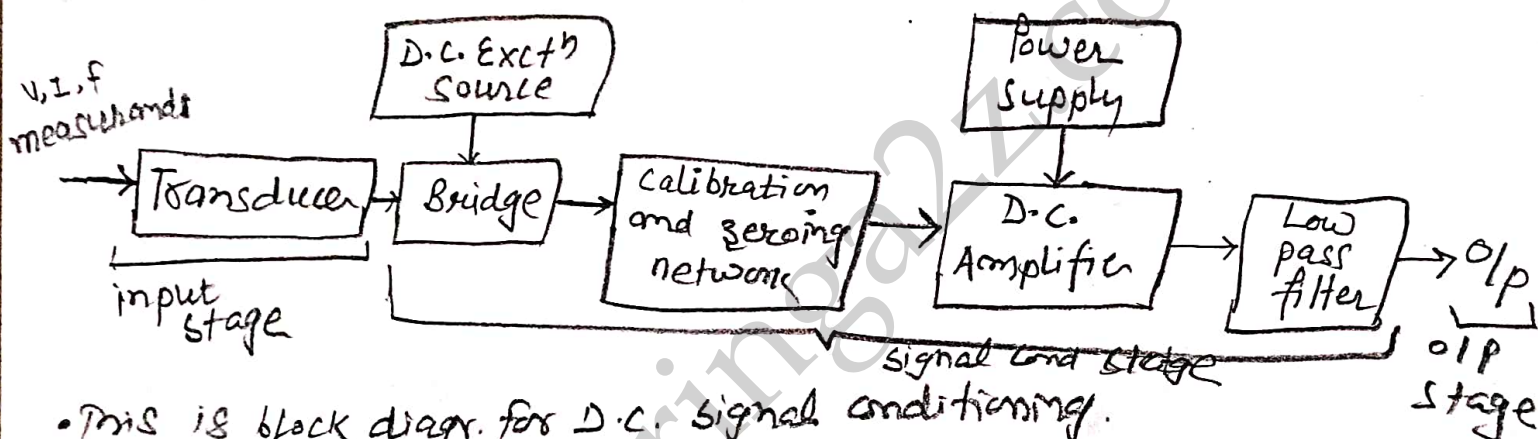 V, I, f
measurands
D.C. Exctn
Source
Power
supply
Transducer
Bridge
Calibration
and zeroing
network
D.C.
Amplifier
Low
pass
filter
O/p
input
stage
signal cond stage
o/p
stage
• This is block diagr. for D.C. signal conditioning.